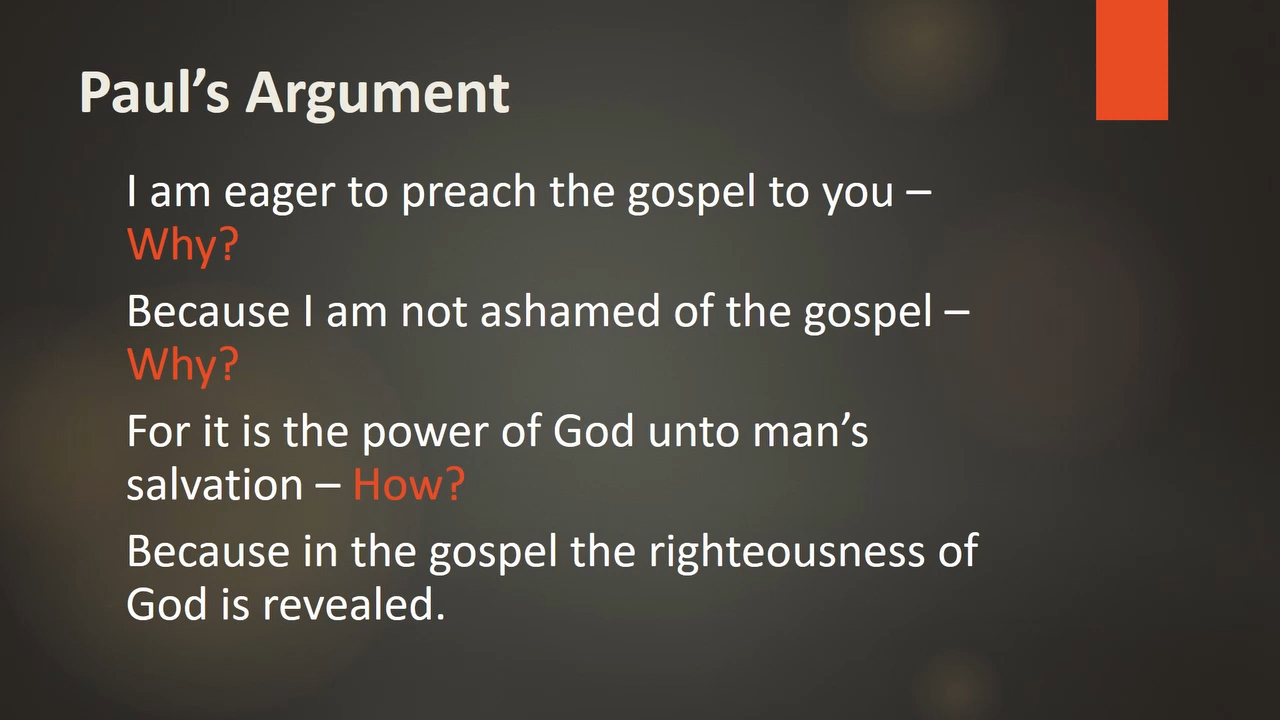 Paul’s Argument
I am eager to preach the gospel to you –
Why?
Because I am not ashamed of the gospel –
Why?
For it is the power of God unto man’s
salvation – How?
Because in the gospel the righteousness of
God is revealed.